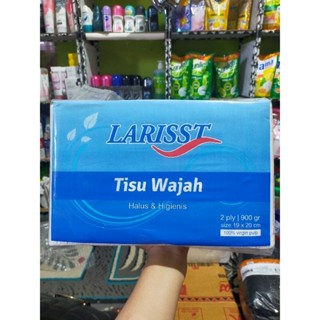 LARISST
Tisu Wajah
Halus & Higienis
2 ply | 900 gr
size 19 x 20 cm
100% virgin pulp